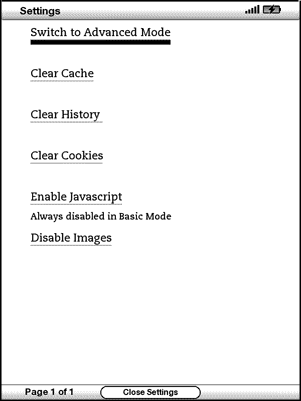 Settings
Switch to Advanced Mode
Clear Cache
Clear History
Clear Cookies
Enable Javascript
Always disabled in Basic Mode
Disable Images
Page 1 of 1
Close Settings